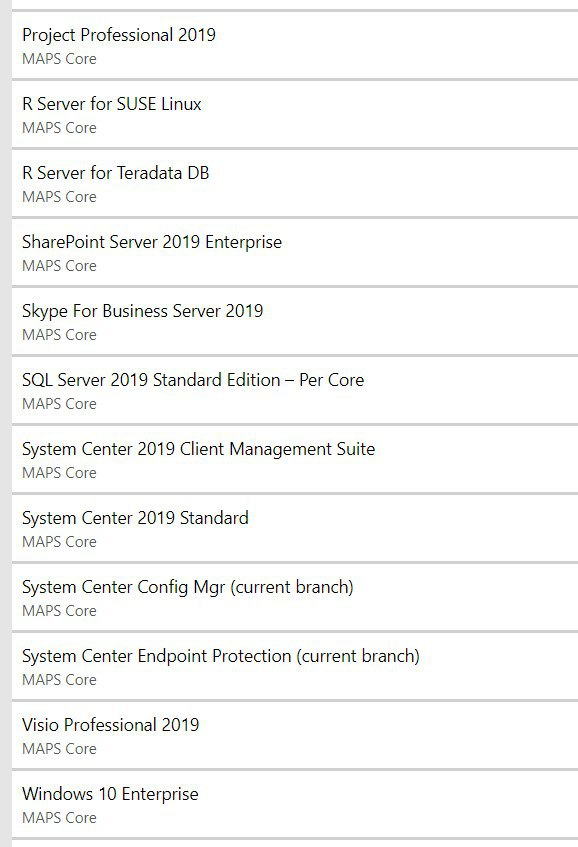 Project Professional 2019
MAPS Core
R Server for SUSE Linux
MAPS Core
R Server for Teradata DB
MAPS Core
SharePoint Server 2019 Enterprise
MAPS Core
Skype For Business Server 2019
MAPS Core
SQL Server 2019 Standard Edition – Per Core
MAPS Core
System Center 2019 Client Management Suite
MAPS Core
System Center 2019 Standard
MAPS Core
System Center Config Mgr (current branch)
MAPS Core
System Center Endpoint Protection (current branch)
MAPS Core
Visio Professional 2019
MAPS Core
Windows 10 Enterprise
MAPS Core